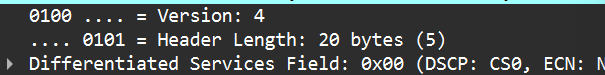 0100 .... = Version: 4
.... 0101 = Header Length: 20 bytes (5)
Differentiated Services Field: 0x00 (DSCP: CS0, ECN: